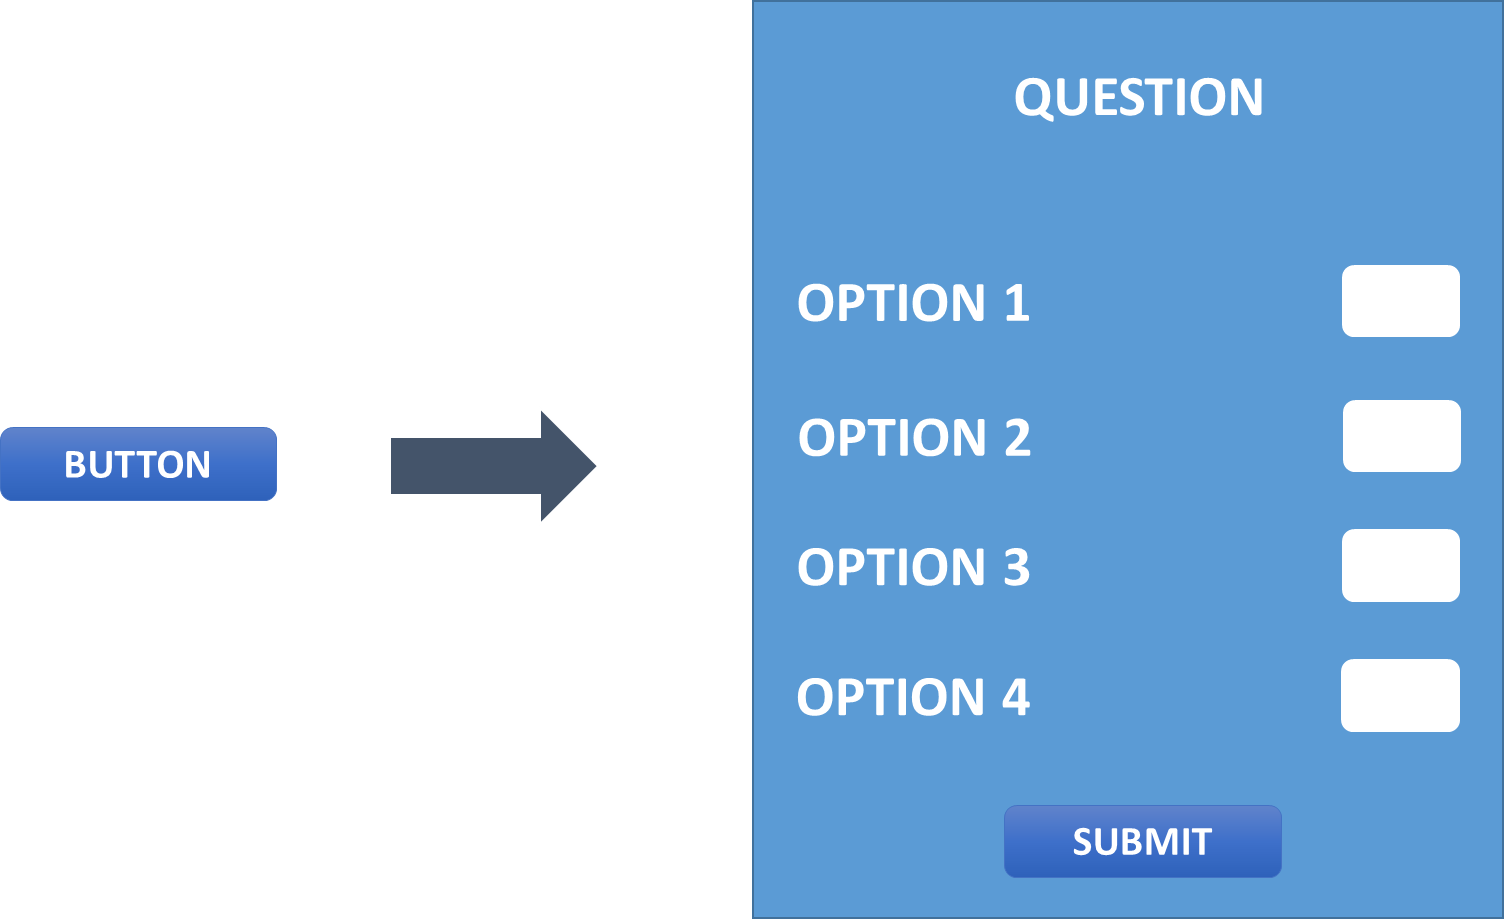 BUTTON
QUESTION
OPTION 1
OPTION 2
OPTION 3
OPTION 4
SUBMIT